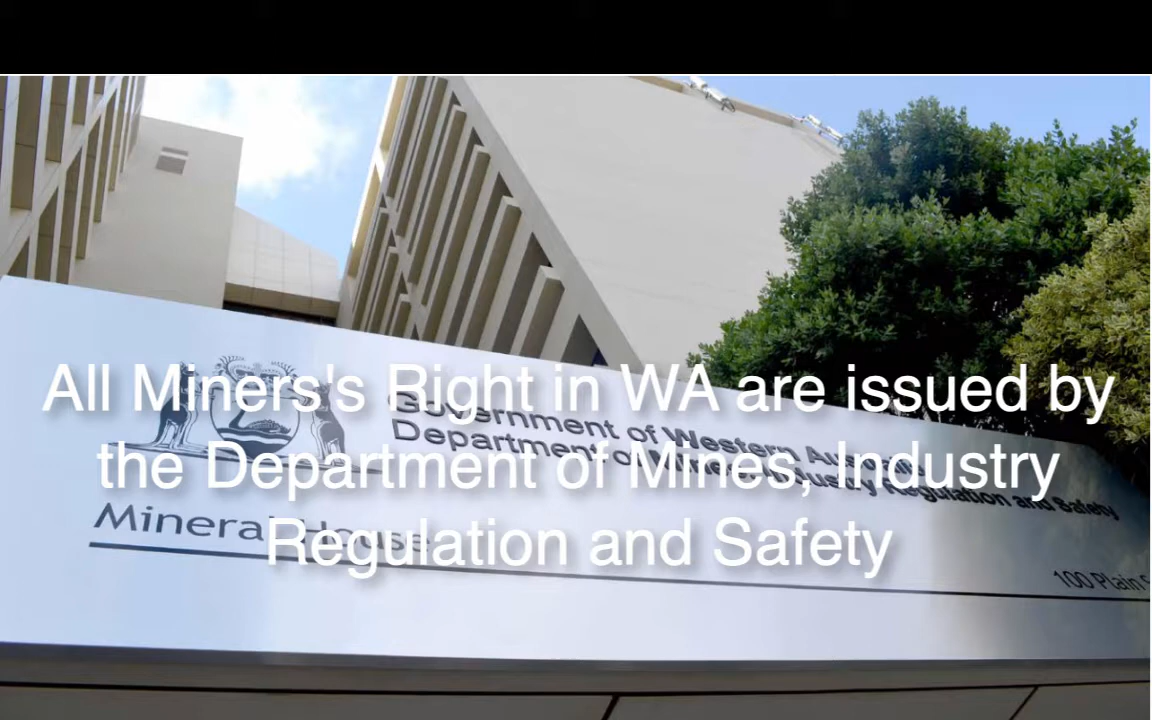 All Miners's Right in WA are issued by
the Department of Mines, Industry
Regulation and Safety
Government of Western Australia
Department of Mines, Industry Regulation and Safety
Mineral House
100 Plain